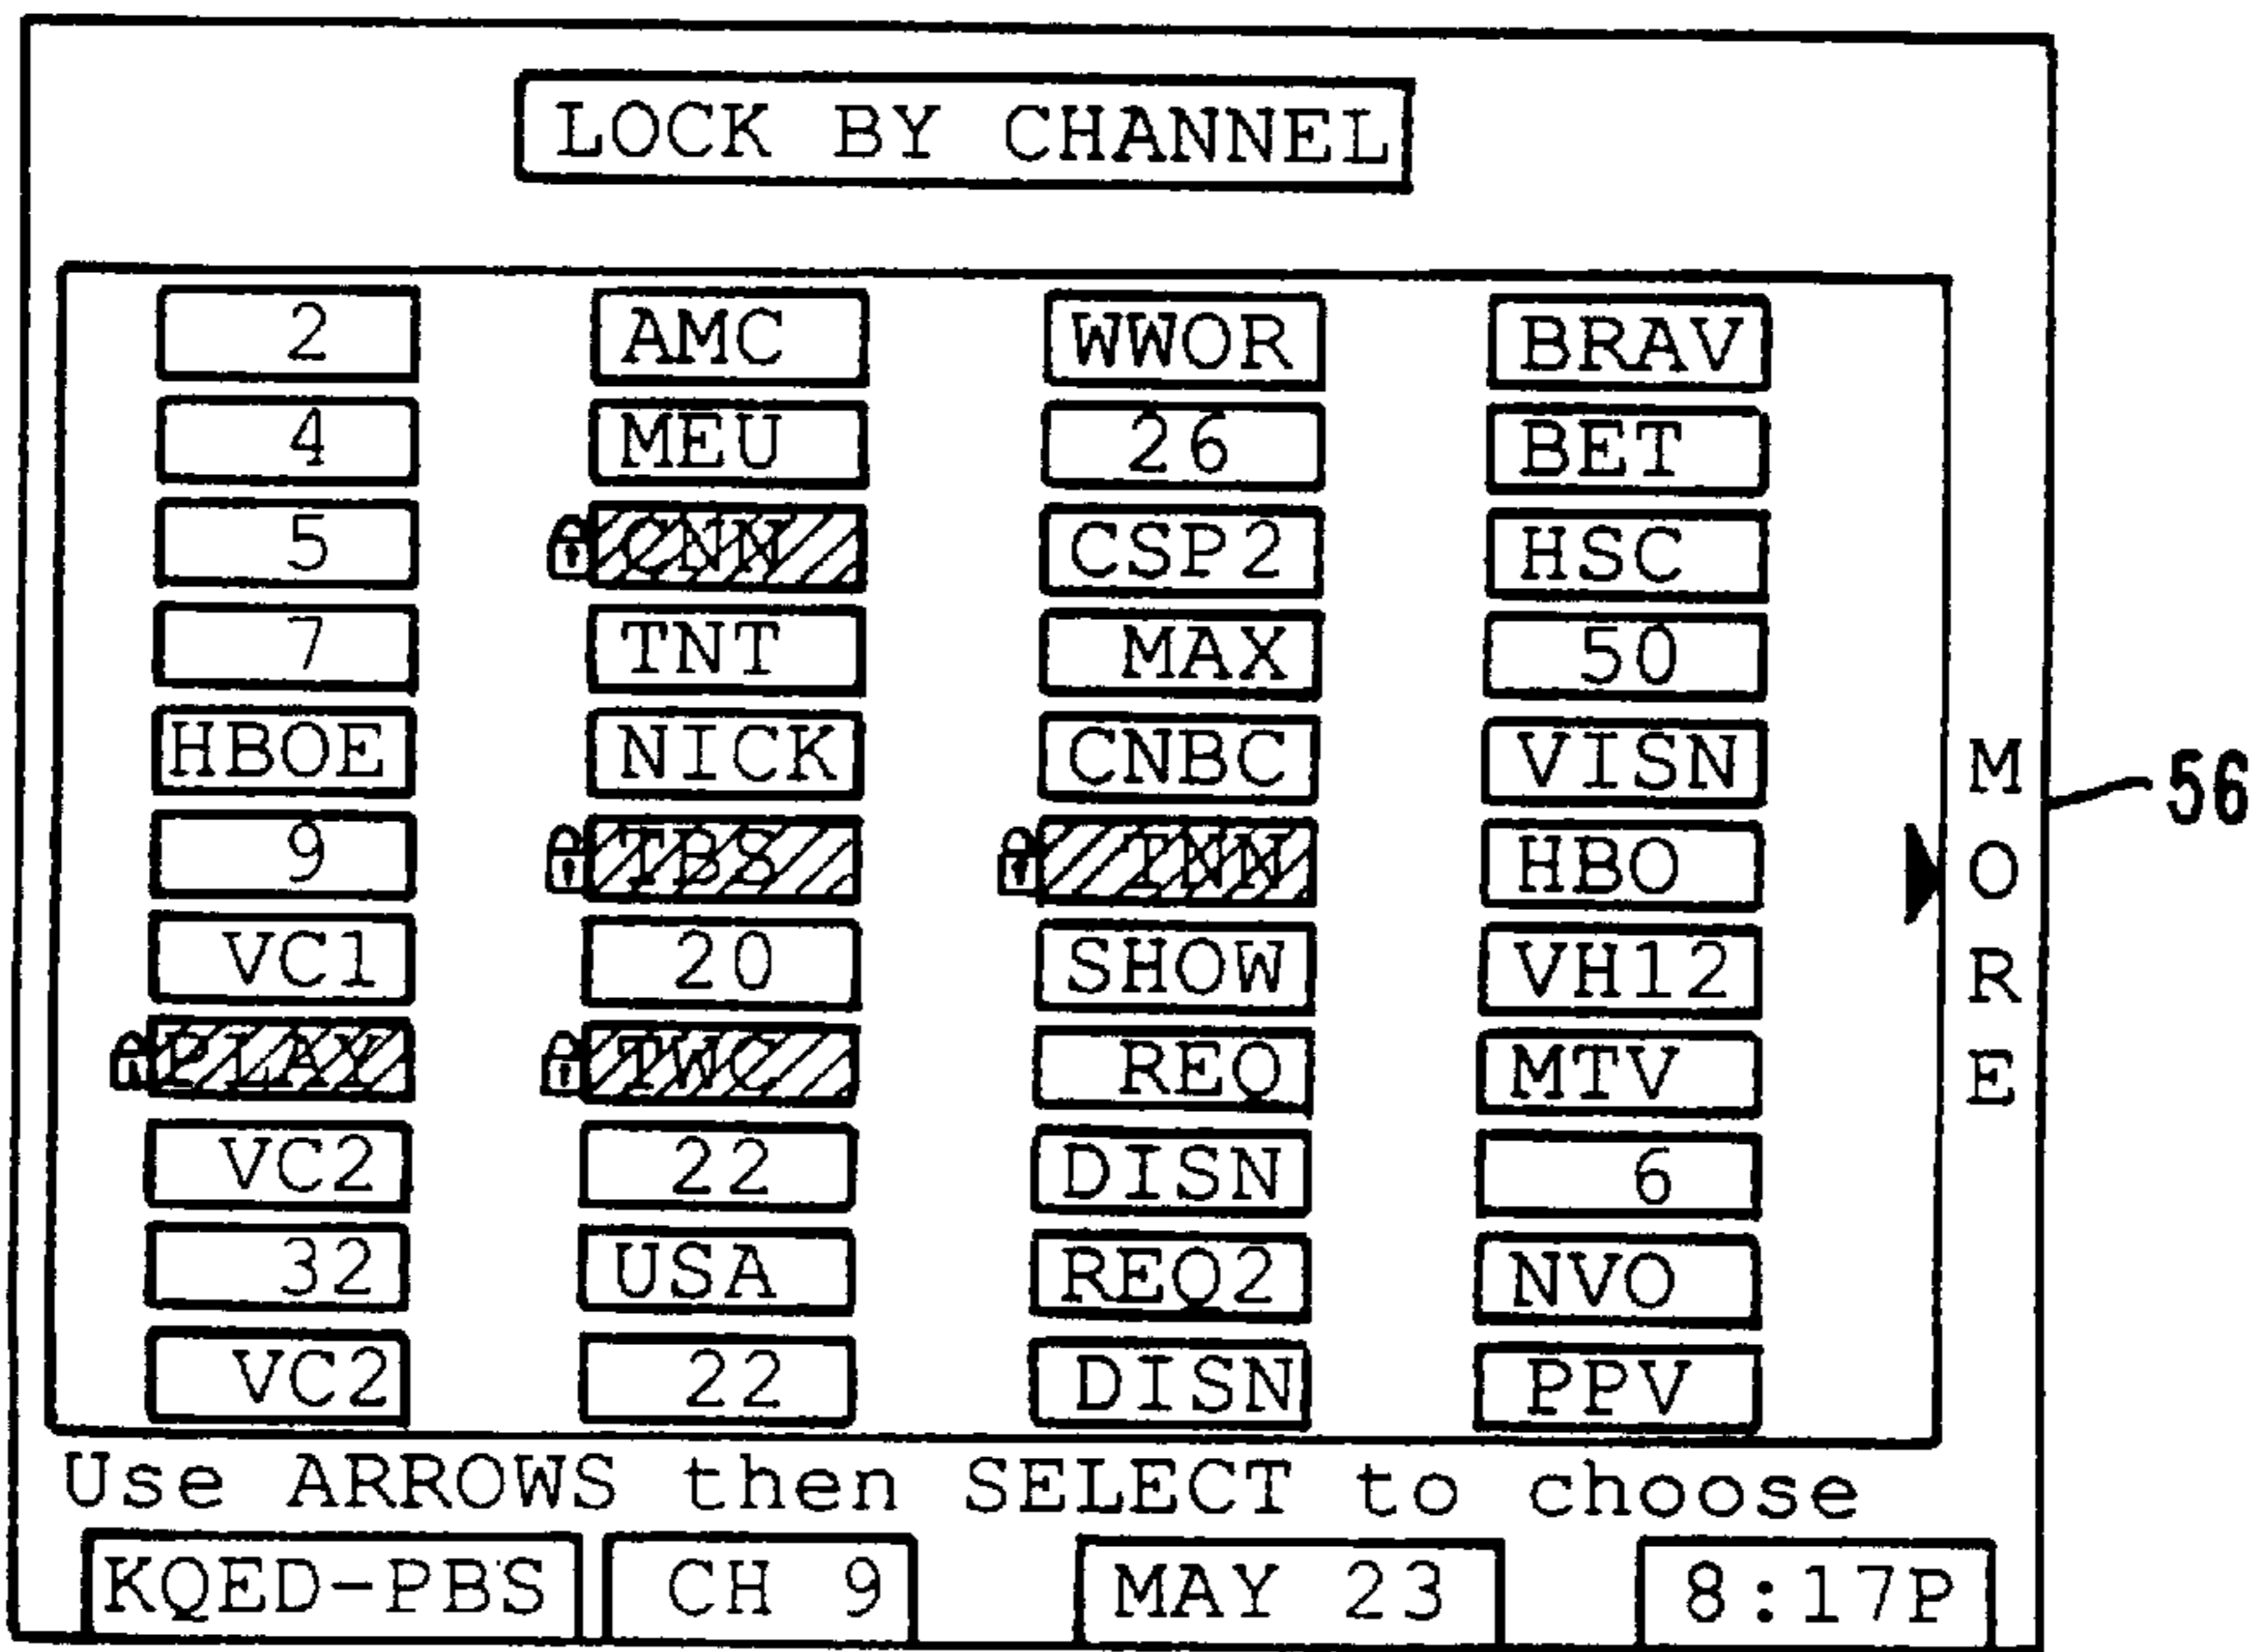 LOCK BY CHANNEL
2 AMC WWOR BRAV
4 MEU 26 BET
5 CNN CSP2 HSC
7 TNT MAX 50
HBOE NICK CNBC VISN
9 TBS TNN HBO
VC1 20 SHOW VH12
PLAY TWC REQ MTV
VC2 22 DISN 6
32 USA REQ2 NVO
VC2 22 DISN PPV
MORE
56
Use ARROWS then SELECT to choose
KQED-PBS CH 9 MAY 23 8:17P